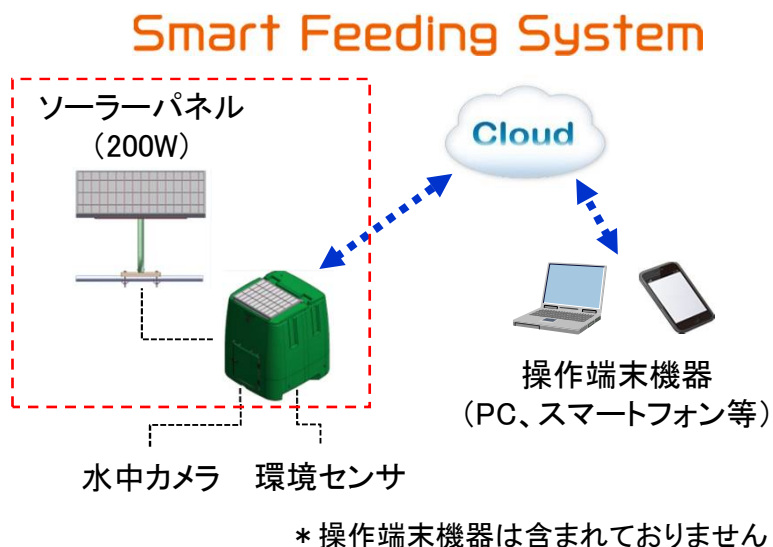 Smart Feeding System
ソーラーパネル
（200W）
Cloud
操作端末機器
（PC、スマートフォン等）
水中カメラ
環境センサ
＊操作端末機器は含まれておりません